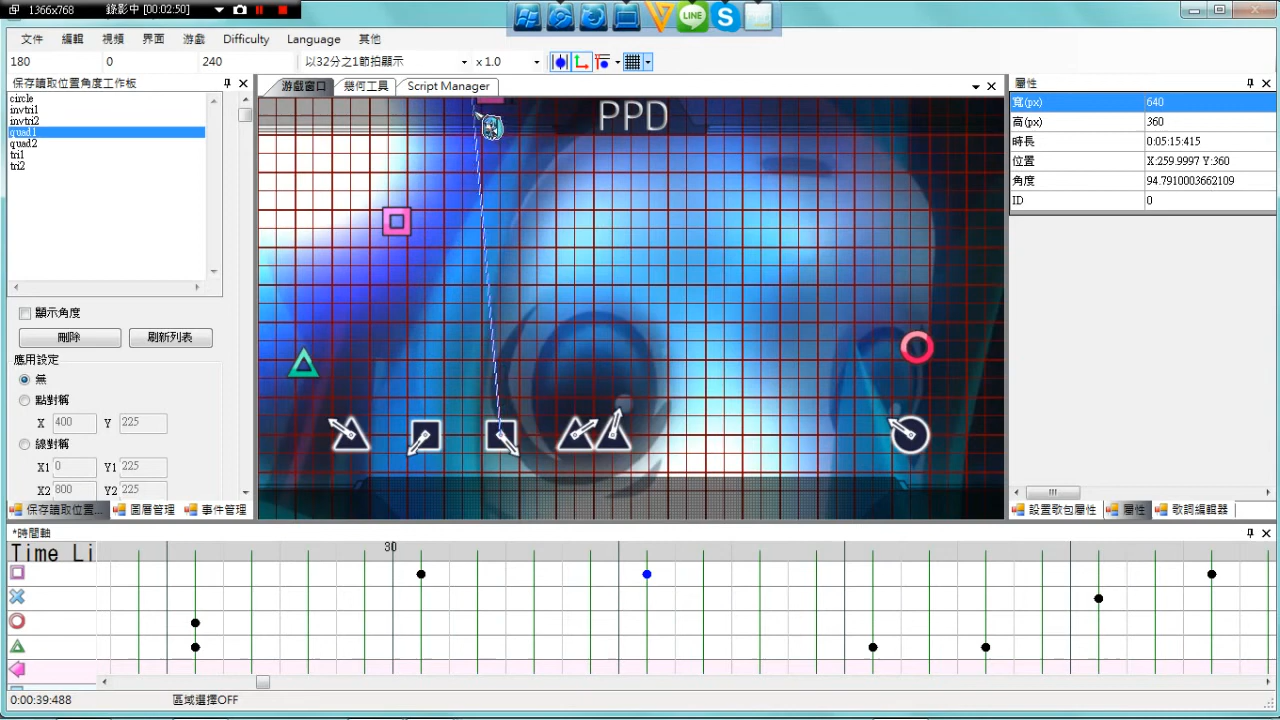 1366x768 錄影中 [00:02:50]
LINE
文件 編輯 視頻 界面 遊戲 Difficulty Language 其他
180 0 240 以32分之1節拍顯示 x 1.0
保存讀取位置角度工作板
circle
invtri1
invtri2
quad1
quad2
tri1
tri2
顯示角度
刪除 刷新列表
應用設定
無
點對稱
X 400 Y 225
線對稱
X1 0 Y1 225
X2 800 Y2 225
保存讀取位置... 圖層管理 事件管理
遊戲窗口 幾何工具 Script Manager
PPD
屬性
寬(px) 640
高(px) 360
時長 0:05:15:415
位置 X:259.9997 Y:360
角度 94.7910003662109
ID 0
設置歌包屬性 屬性 歌詞編輯器
*時間軸
Time Li 30
0:00:39:488 區域選擇OFF